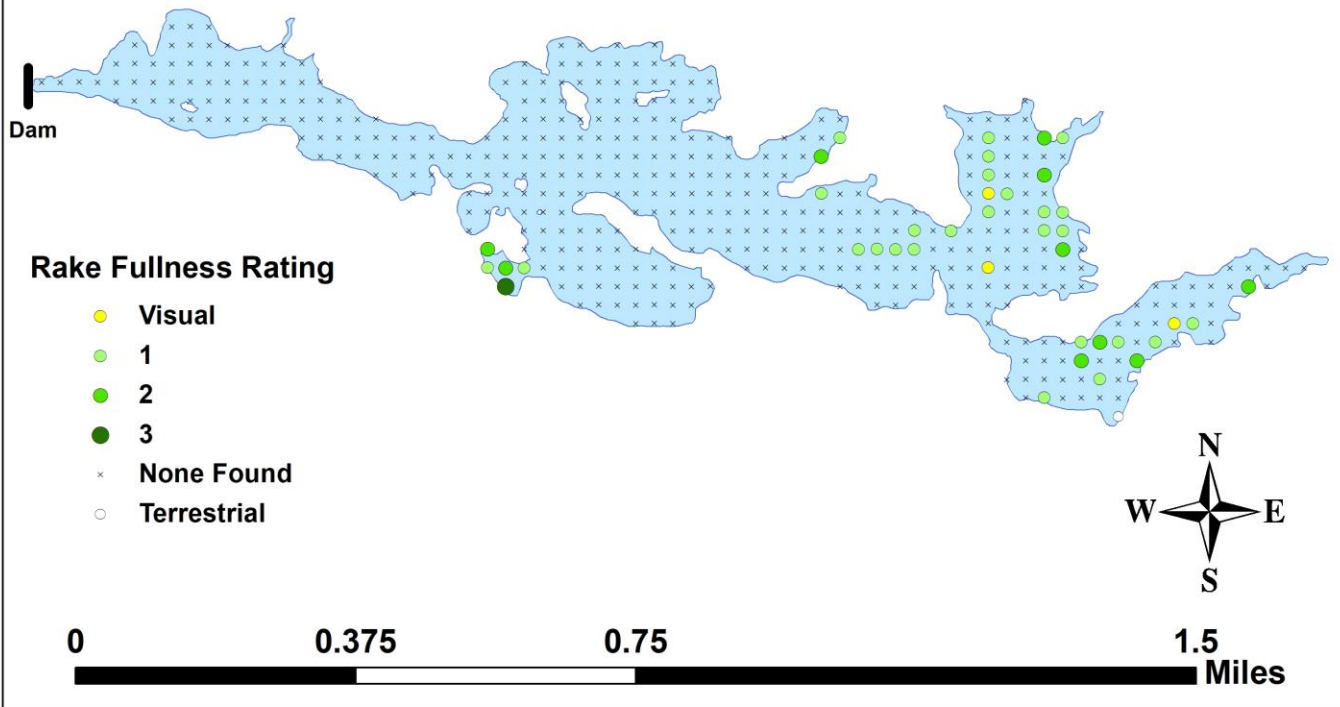 Dam
Rake Fullness Rating
Visual
1
2
3
None Found
Terrestrial
N
W E
S
0 0.375 0.75 1.5
Miles